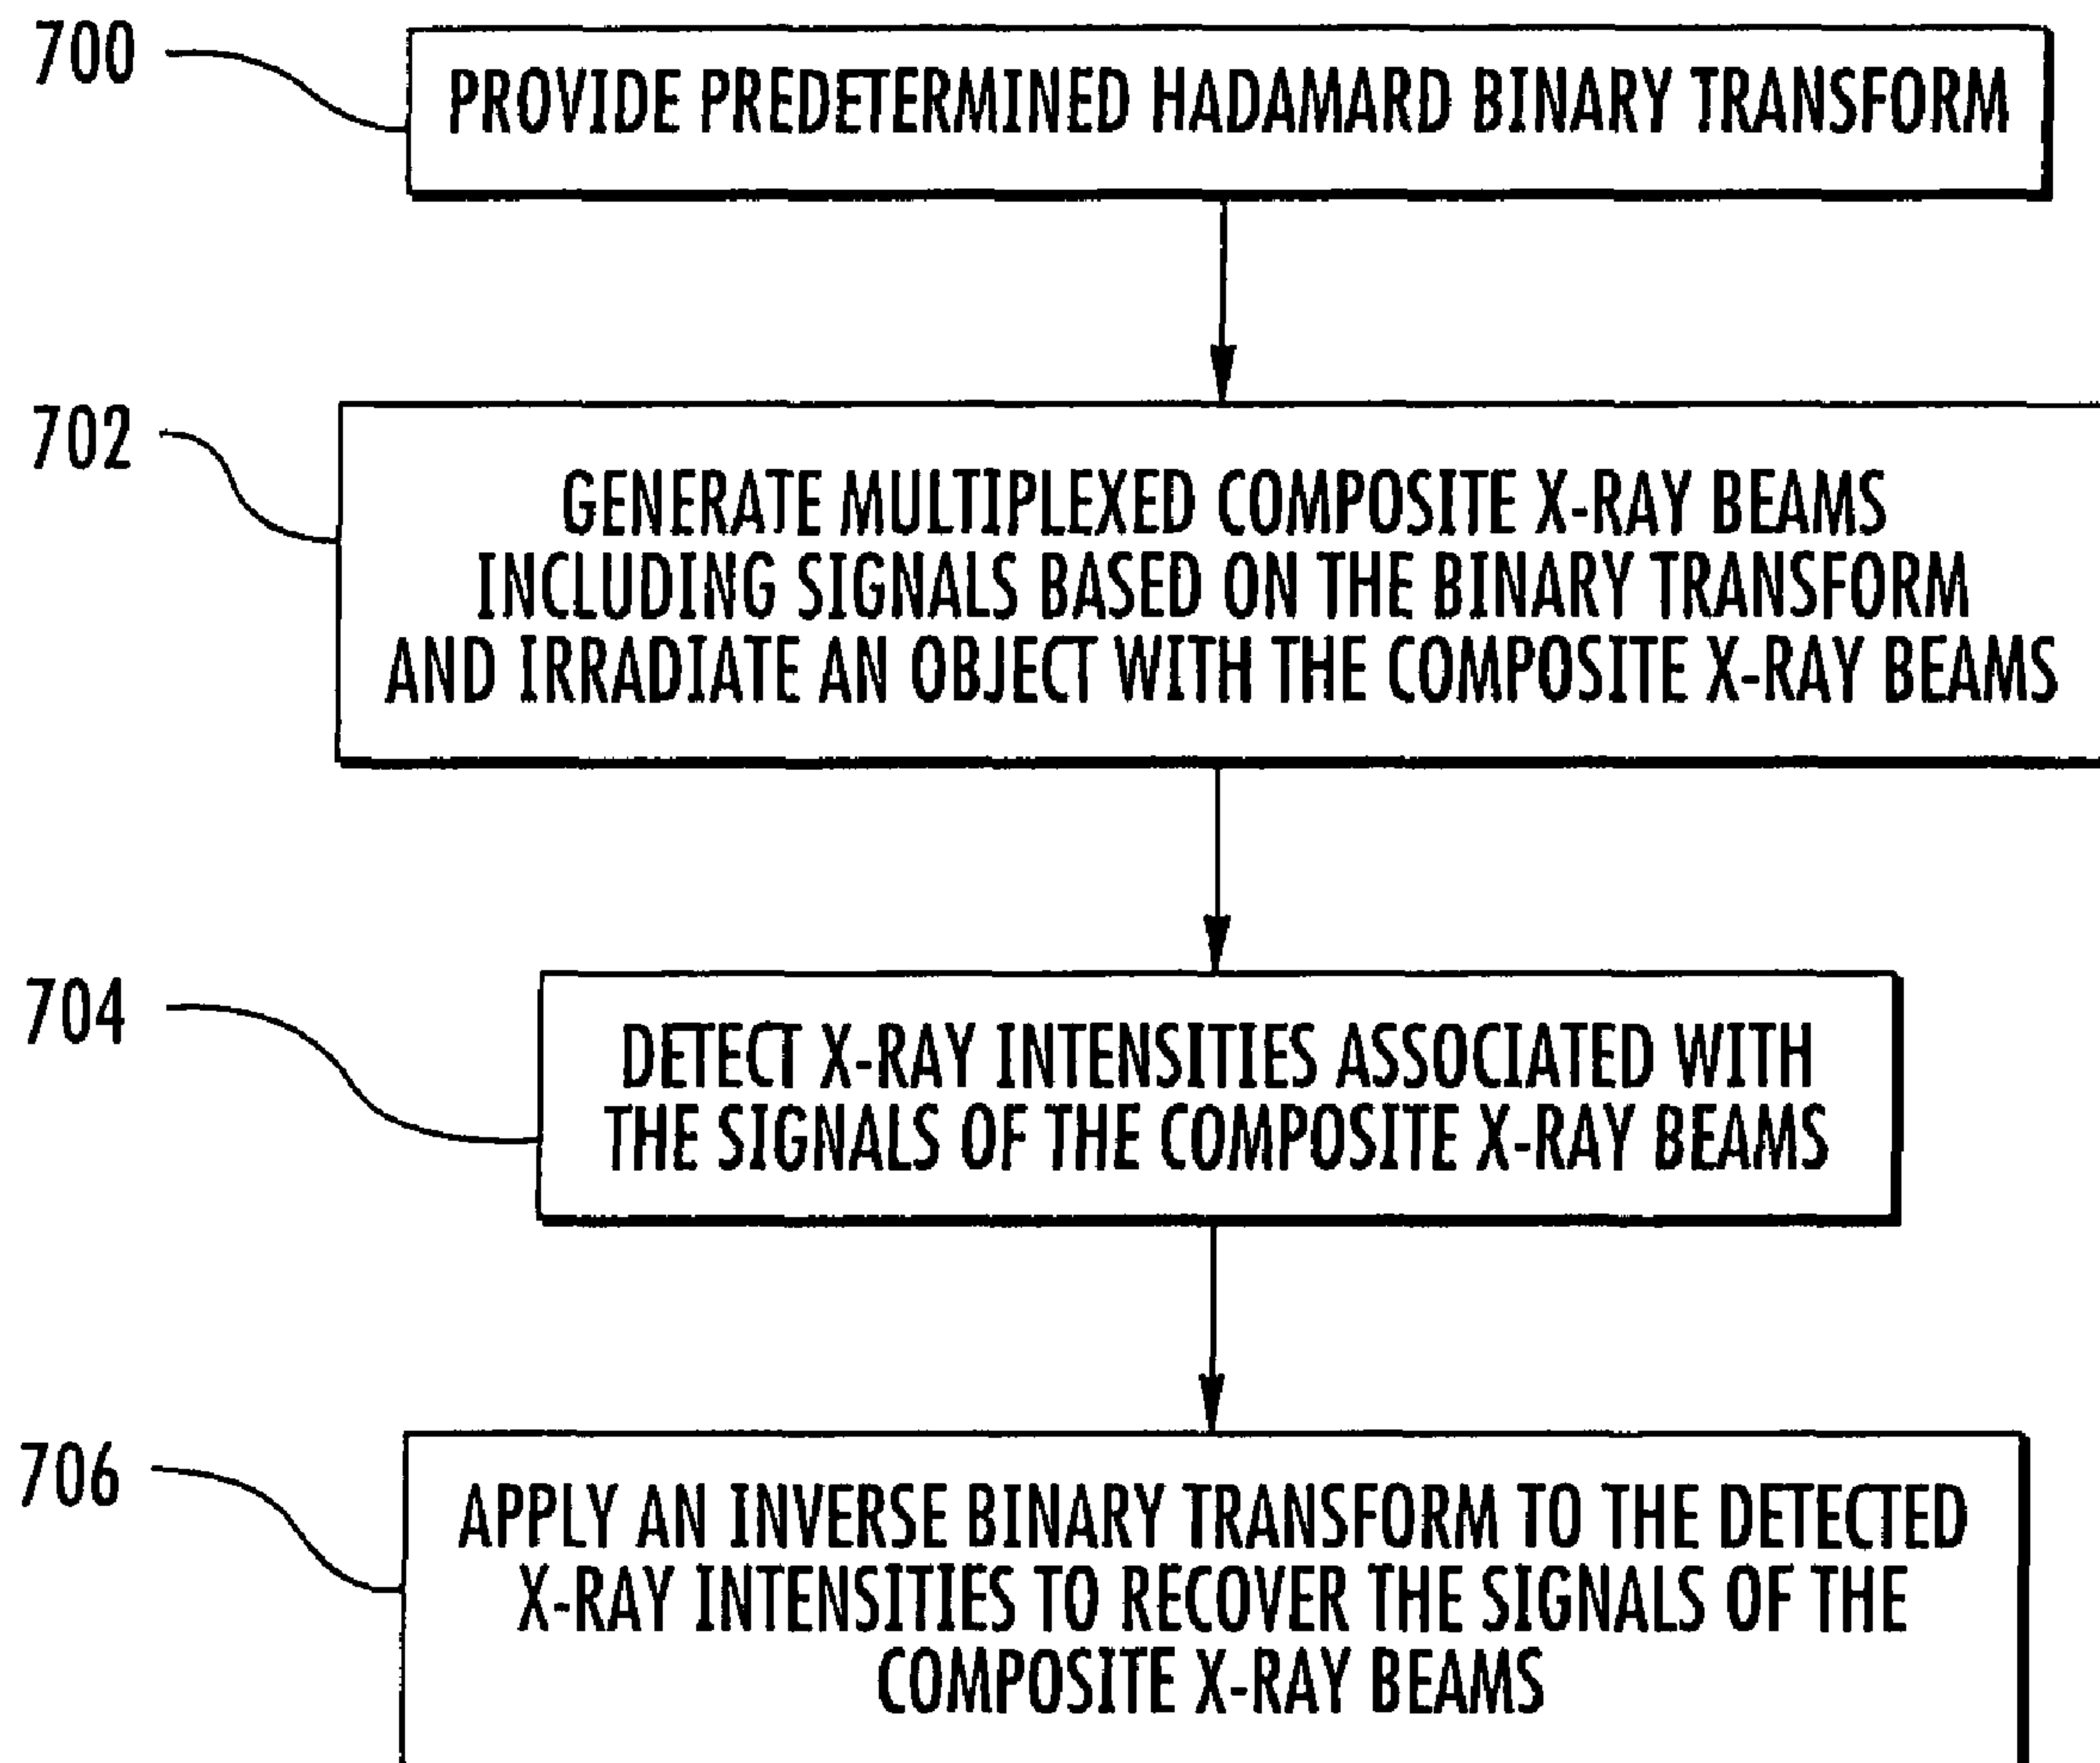 700
PROVIDE PREDETERMINED HADAMARD BINARY TRANSFORM
702
GENERATE MULTIPLEXED COMPOSITE X-RAY BEAMS
INCLUDING SIGNALS BASED ON THE BINARY TRANSFORM
AND IRRADIATE AN OBJECT WITH THE COMPOSITE X-RAY BEAMS
704
DETECT X-RAY INTENSITIES ASSOCIATED WITH
THE SIGNALS OF THE COMPOSITE X-RAY BEAMS
706
APPLY AN INVERSE BINARY TRANSFORM TO THE DETECTED
X-RAY INTENSITIES TO RECOVER THE SIGNALS OF THE
COMPOSITE X-RAY BEAMS